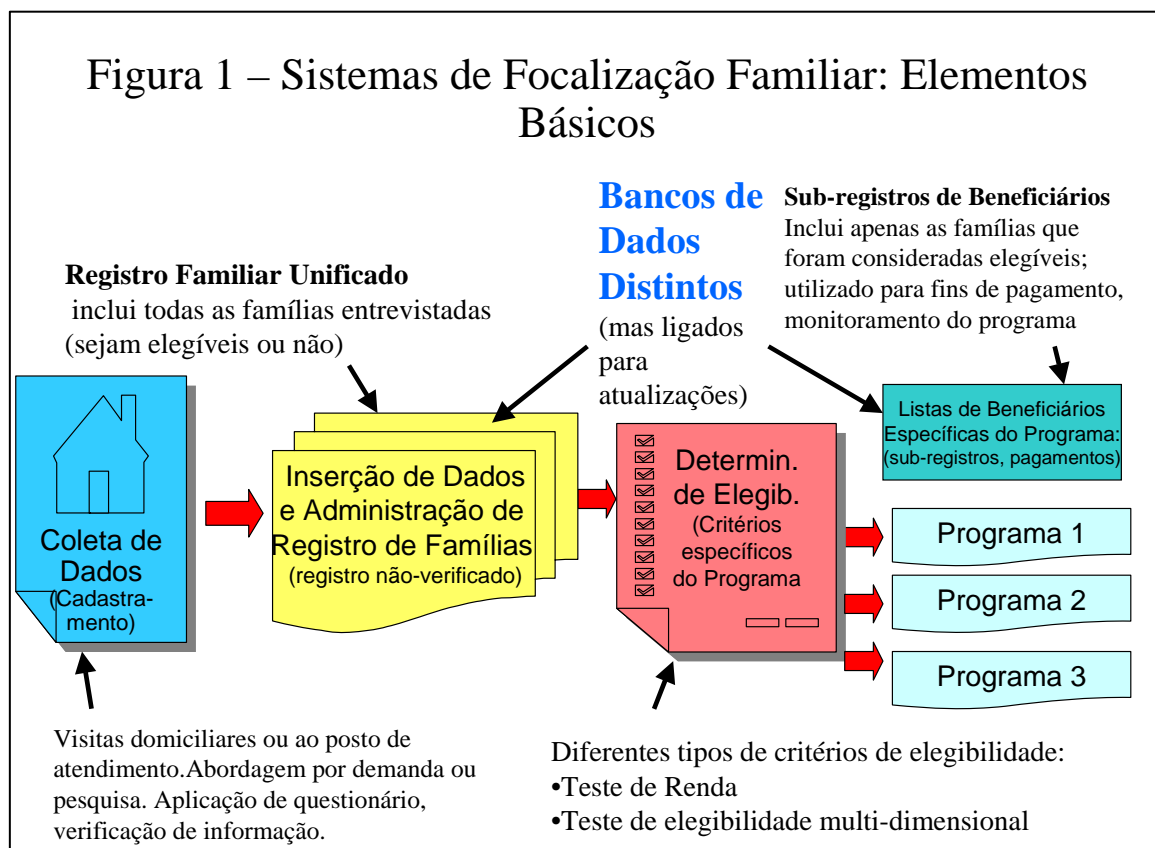 Figura 1 – Sistemas de Focalização Familiar: Elementos
Básicos
Registro Familiar Unificado
inclui todas as famílias entrevistadas
(sejam elegíveis ou não)
Bancos de
Dados
Distintos
(mas ligados
para
atualizações)
Sub-registros de Beneficiários
Inclui apenas as famílias que
foram consideradas elegíveis;
utilizado para fins de pagamento,
monitoramento do programa
Coleta de
Dados
(Cadastra-
mento)
Inserção de Dados
e Administração de
Registro de Famílias
(registro não-verificado)
Determin.
de Elegib.
(Critérios
específicos
do Programa
Listas de Beneficiários
Específicas do Programa:
(sub-registros, pagamentos)
Programa 1
Programa 2
Programa 3
Visitas domiciliares ou ao posto de
atendimento.Abordagem por demanda ou
pesquisa. Aplicação de questionário,
verificação de informação.
Diferentes tipos de critérios de elegibilidade:
•Teste de Renda
•Teste de elegibilidade multi-dimensional